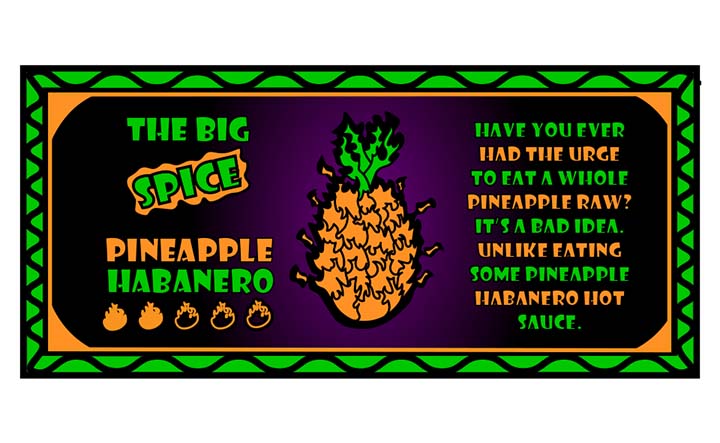 THE BIG
SPICE
PINEAPPLE
HABANERO
HAVE YOU EVER
HAD THE URGE
TO EAT A WHOLE
PINEAPPLE RAW?
IT'S A BAD IDEA.
UNLIKE EATING
SOME PINEAPPLE
HABANERO HOT
SAUCE.